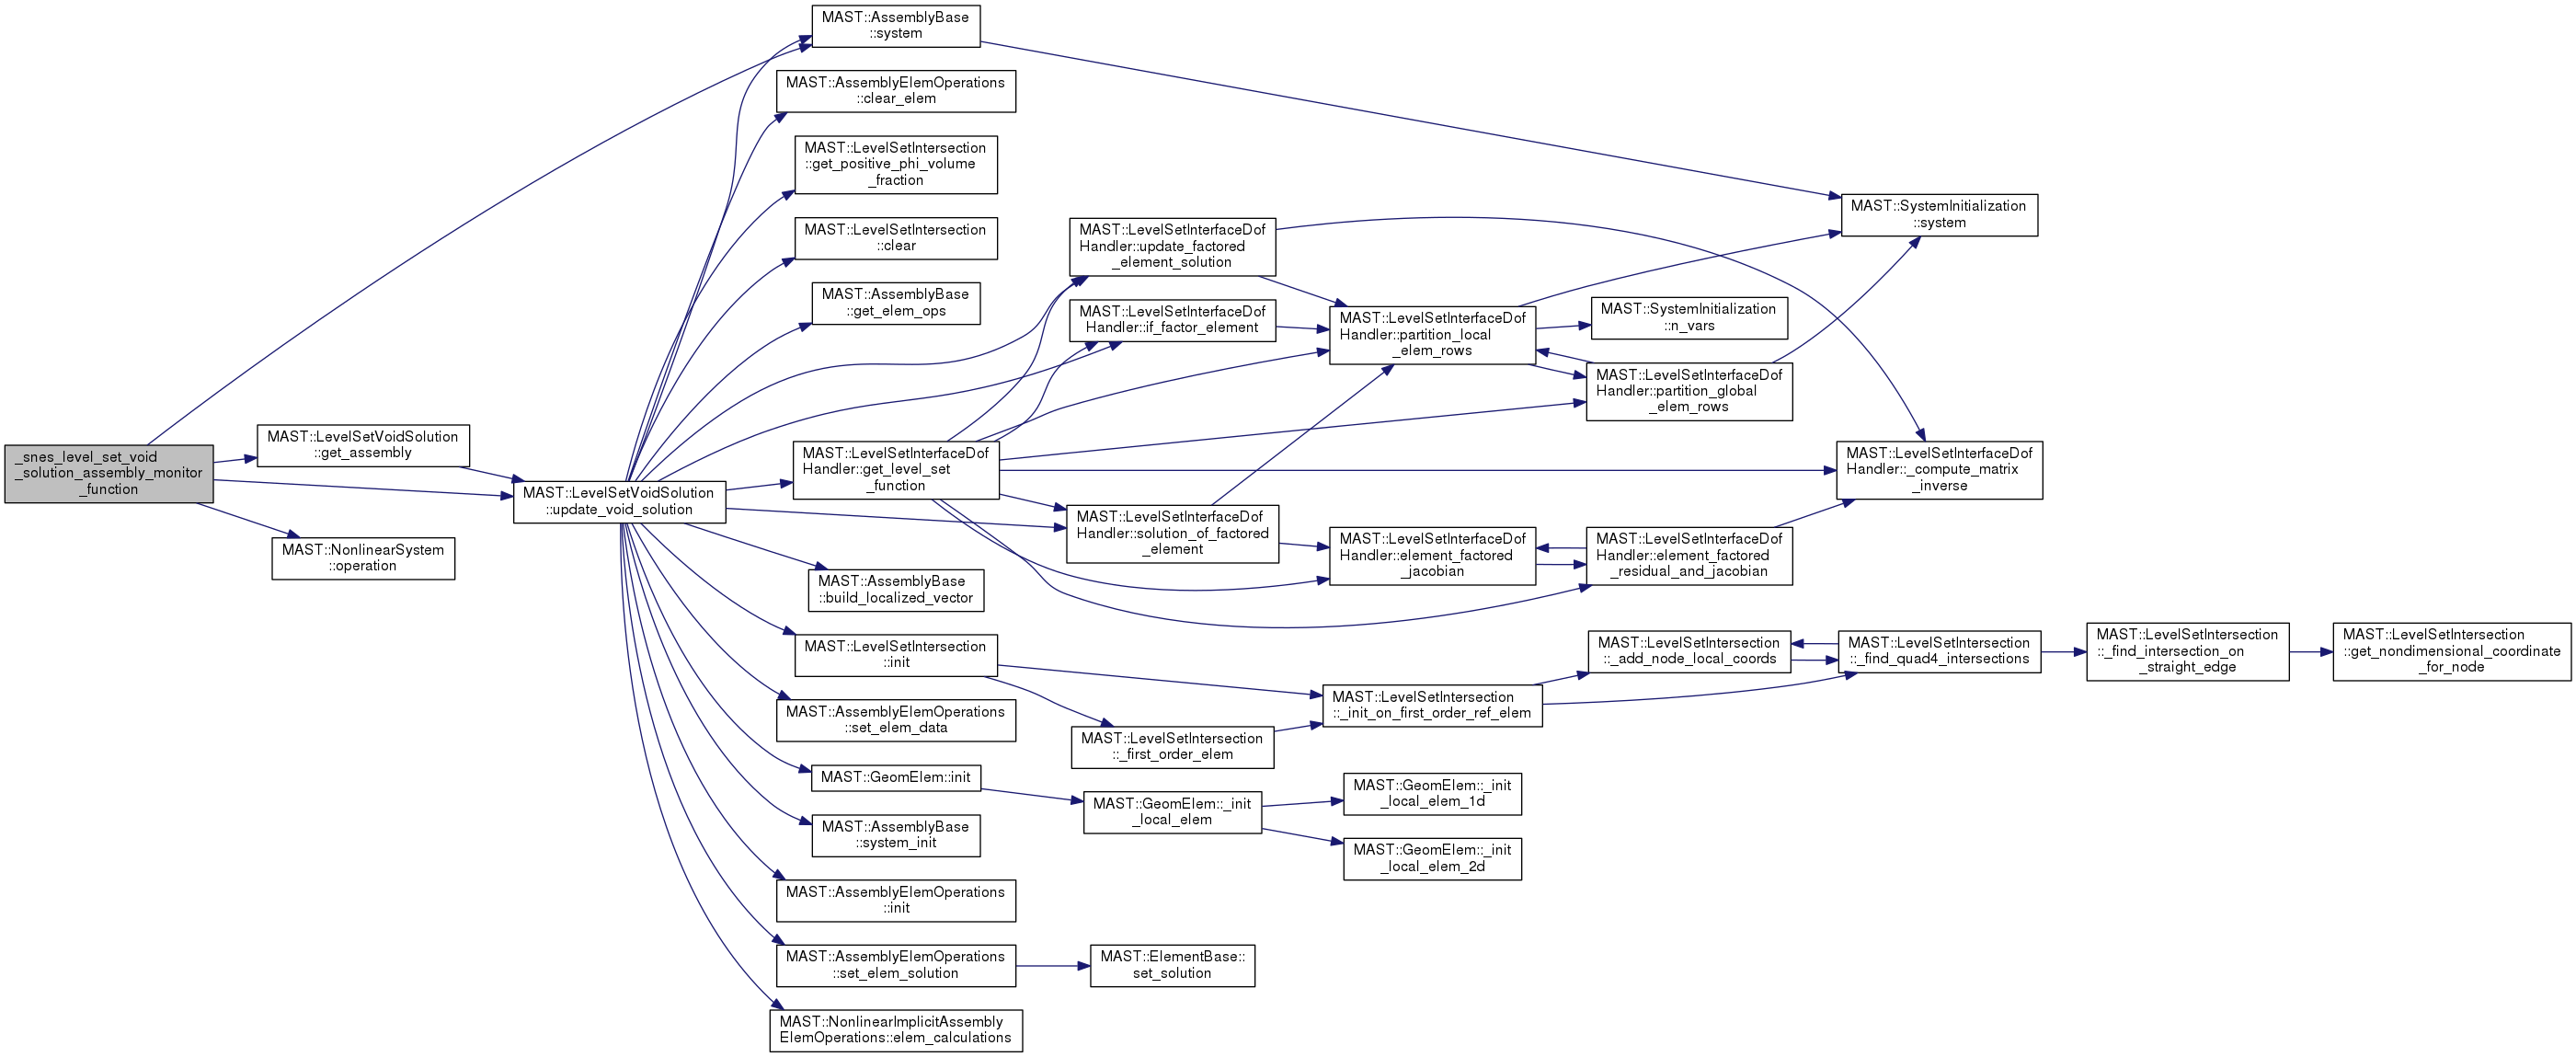 _snes_level_set_void
_solution_assembly_monitor
_function
MAST::LevelSetVoidSolution
::get_assembly
MAST::NonlinearSystem
::operation
MAST::LevelSetVoidSolution
::update_void_solution
MAST::AssemblyBase
::system
MAST::AssemblyElemOperations
::clear_elem
MAST::LevelSetIntersection
::get_positive_phi_volume
_fraction
MAST::LevelSetIntersection
::clear
MAST::AssemblyBase
::get_elem_ops
MAST::LevelSetInterfaceDof
Handler::get_level_set
_function
MAST::AssemblyBase
::build_localized_vector
MAST::LevelSetIntersection
::init
MAST::AssemblyElemOperations
::set_elem_data
MAST::GeomElem::init
MAST::AssemblyBase
::system_init
MAST::AssemblyElemOperations
::init
MAST::AssemblyElemOperations
::set_elem_solution
MAST::NonlinearImplicitAssembly
ElemOperations::elem_calculations
MAST::LevelSetInterfaceDof
Handler::update_factored
_element_solution
MAST::LevelSetInterfaceDof
Handler::if_factor_element
MAST::LevelSetInterfaceDof
Handler::solution_of_factored
_element
MAST::LevelSetIntersection
::_first_order_elem
MAST::GeomElem::_init
_local_elem
MAST::ElementBase::
set_solution
MAST::LevelSetInterfaceDof
Handler::partition_local
_elem_rows
MAST::LevelSetInterfaceDof
Handler::element_factored
_jacobian
MAST::LevelSetIntersection
::_init_on_first_order_ref_elem
MAST::GeomElem::_init
_local_elem_1d
MAST::GeomElem::_init
_local_elem_2d
MAST::SystemInitialization
::n_vars
MAST::LevelSetInterfaceDof
Handler::partition_global
_elem_rows
MAST::LevelSetInterfaceDof
Handler::element_factored
_residual_and_jacobian
MAST::LevelSetIntersection
::_add_node_local_coords
MAST::SystemInitialization
::system
MAST::LevelSetInterfaceDof
Handler::_compute_matrix
_inverse
MAST::LevelSetIntersection
::_find_quad4_intersections
MAST::LevelSetIntersection
::_find_intersection_on
_straight_edge
MAST::LevelSetIntersection
::get_nondimensional_coordinate
_for_node